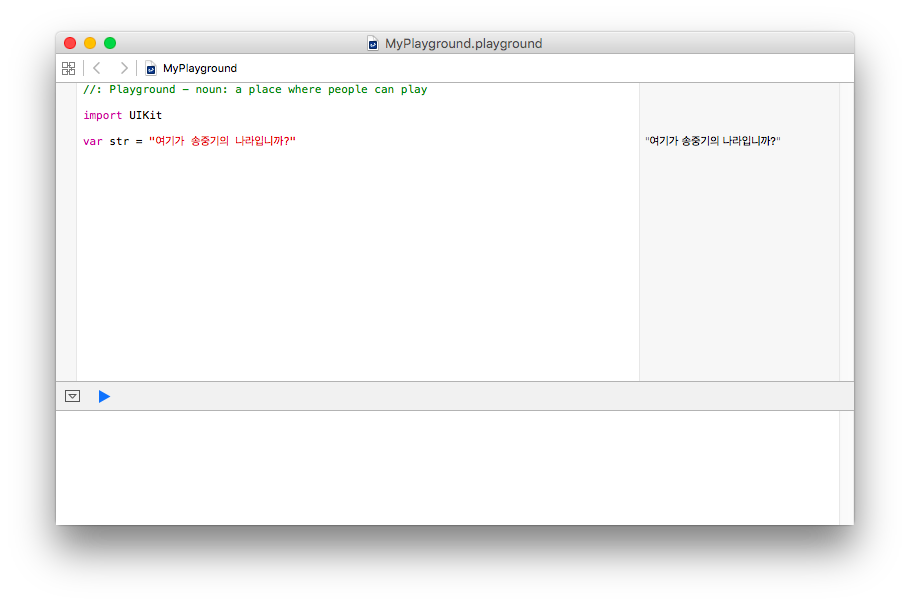 MyPlayground.playground
MyPlayground
//: Playground - noun: a place where people can play
import UIKit
var str = "여기가 송중기의 나라입니까?"
"여기가 송중기의 나라입니까?"